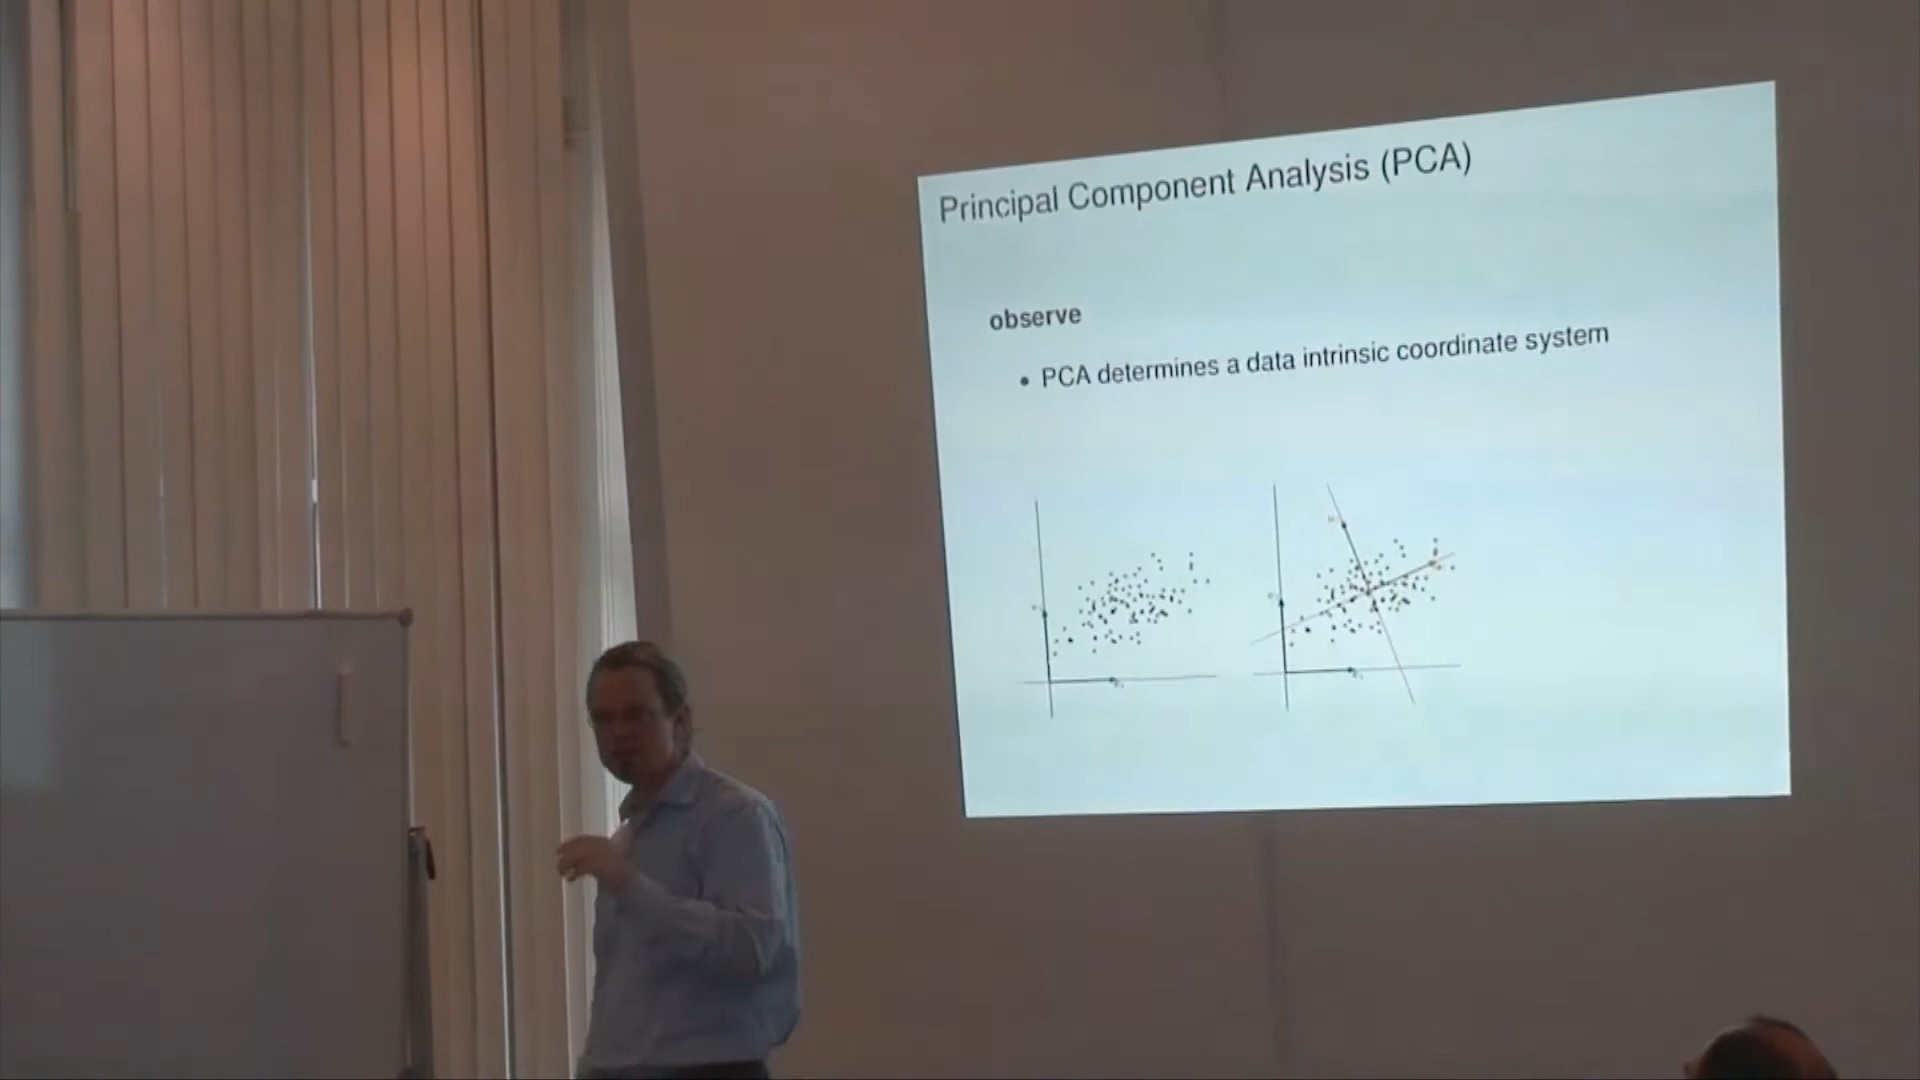 Principal Component Analysis (PCA)
observe
• PCA determines a data intrinsic coordinate system